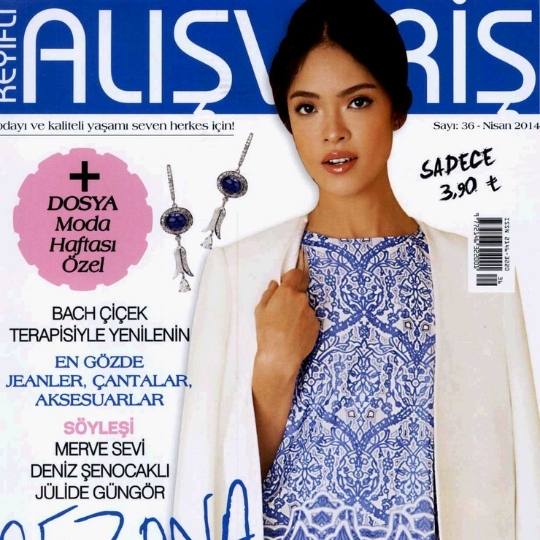 KEYİFLİ
ALIŞVERİŞ
odayı ve kaliteli yaşamı seven herkes için!
Sayı: 36 - Nisan 2014
SADECE
3,90 ₺
+
DOSYA
Moda
Haftası
Özel
BACH ÇİÇEK
TERAPİSİYLE YENİLENİN
EN GÖZDE
JEANLER, ÇANTALAR,
AKSESUARLAR
SÖYLEŞİ
MERVE SEVİ
DENİZ ŞENOCAKLI
JÜLİDE GÜNGÖR